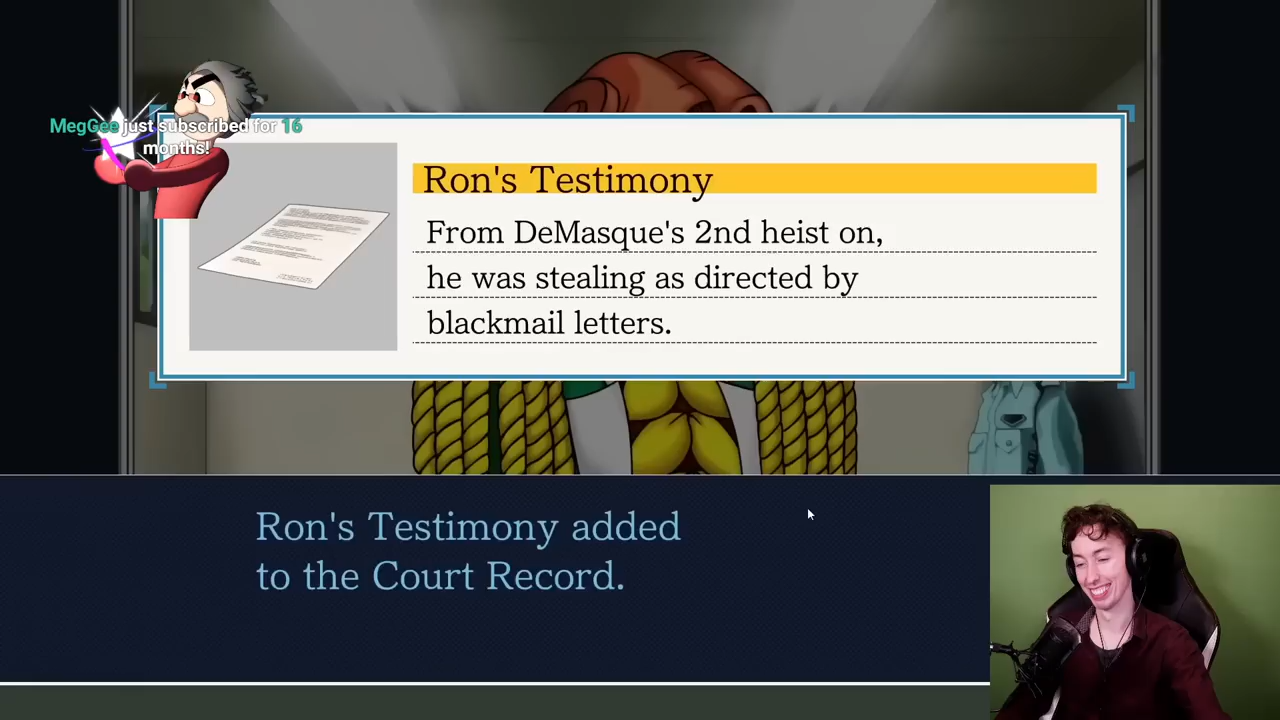 MegGee just subscribed for 16
months!
Ron's Testimony
From DeMasque's 2nd heist on,
he was stealing as directed by
blackmail letters.
Ron's Testimony added
to the Court Record.